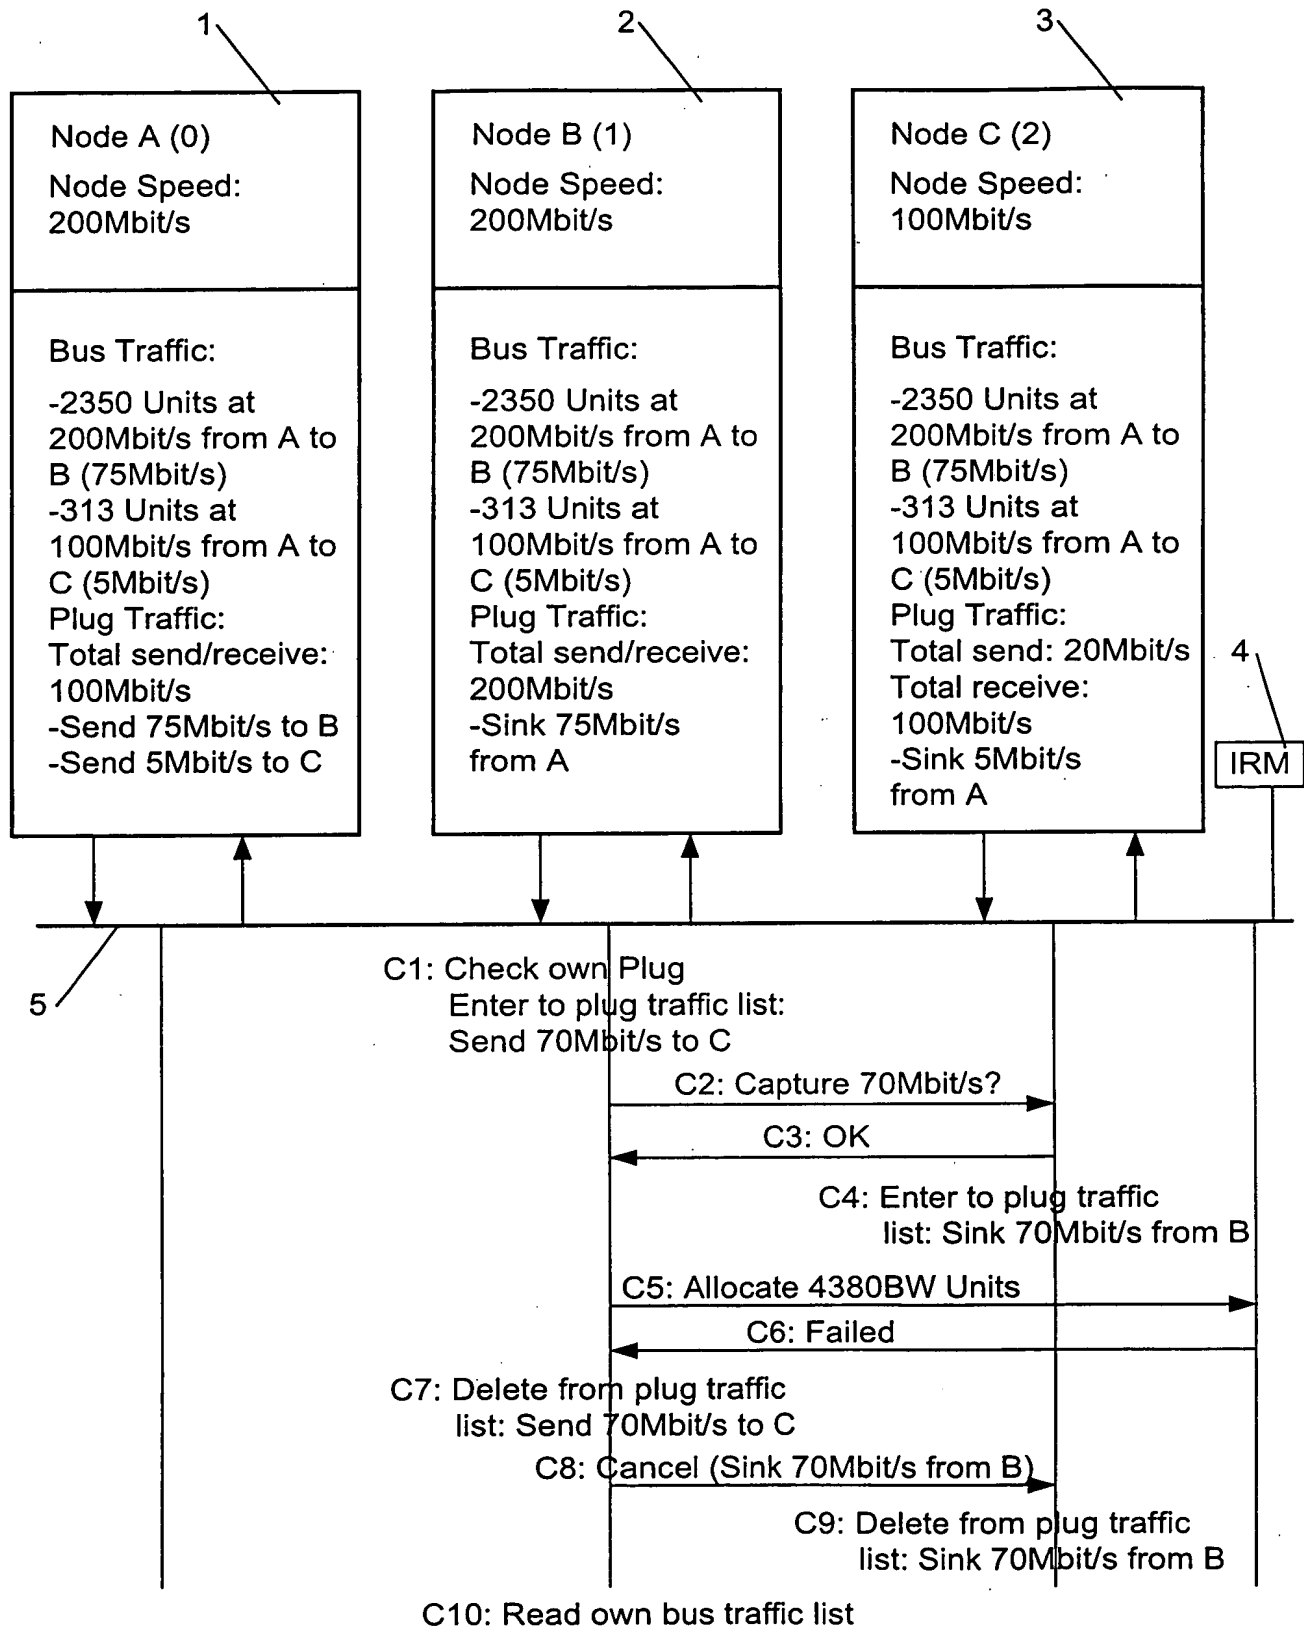 1
2
3
Node A (0)
Node Speed:
200Mbit/s
Node B (1)
Node Speed:
200Mbit/s
Node C (2)
Node Speed:
100Mbit/s
Bus Traffic:
-2350 Units at
200Mbit/s from A to
B (75Mbit/s)
-313 Units at
100Mbit/s from A to
C (5Mbit/s)
Plug Traffic:
Total send/receive:
100Mbit/s
-Send 75Mbit/s to B
-Send 5Mbit/s to C
Bus Traffic:
-2350 Units at
200Mbit/s from A to
B (75Mbit/s)
-313 Units at
100Mbit/s from A to
C (5Mbit/s)
Plug Traffic:
Total send/receive:
200Mbit/s
-Sink 75Mbit/s
from A
Bus Traffic:
-2350 Units at
200Mbit/s from A to
B (75Mbit/s)
-313 Units at
100Mbit/s from A to
C (5Mbit/s)
Plug Traffic:
Total send: 20Mbit/s
Total receive:
100Mbit/s
-Sink 5Mbit/s
from A
4
IRM
5
C1: Check own Plug
Enter to plug traffic list:
Send 70Mbit/s to C
C2: Capture 70Mbit/s?
C3: OK
C4: Enter to plug traffic
list: Sink 70Mbit/s from B
C5: Allocate 4380BW Units
C6: Failed
C7: Delete from plug traffic
list: Send 70Mbit/s to C
C8: Cancel (Sink 70Mbit/s from B)
C9: Delete from plug traffic
list: Sink 70Mbit/s from B
C10: Read own bus traffic list